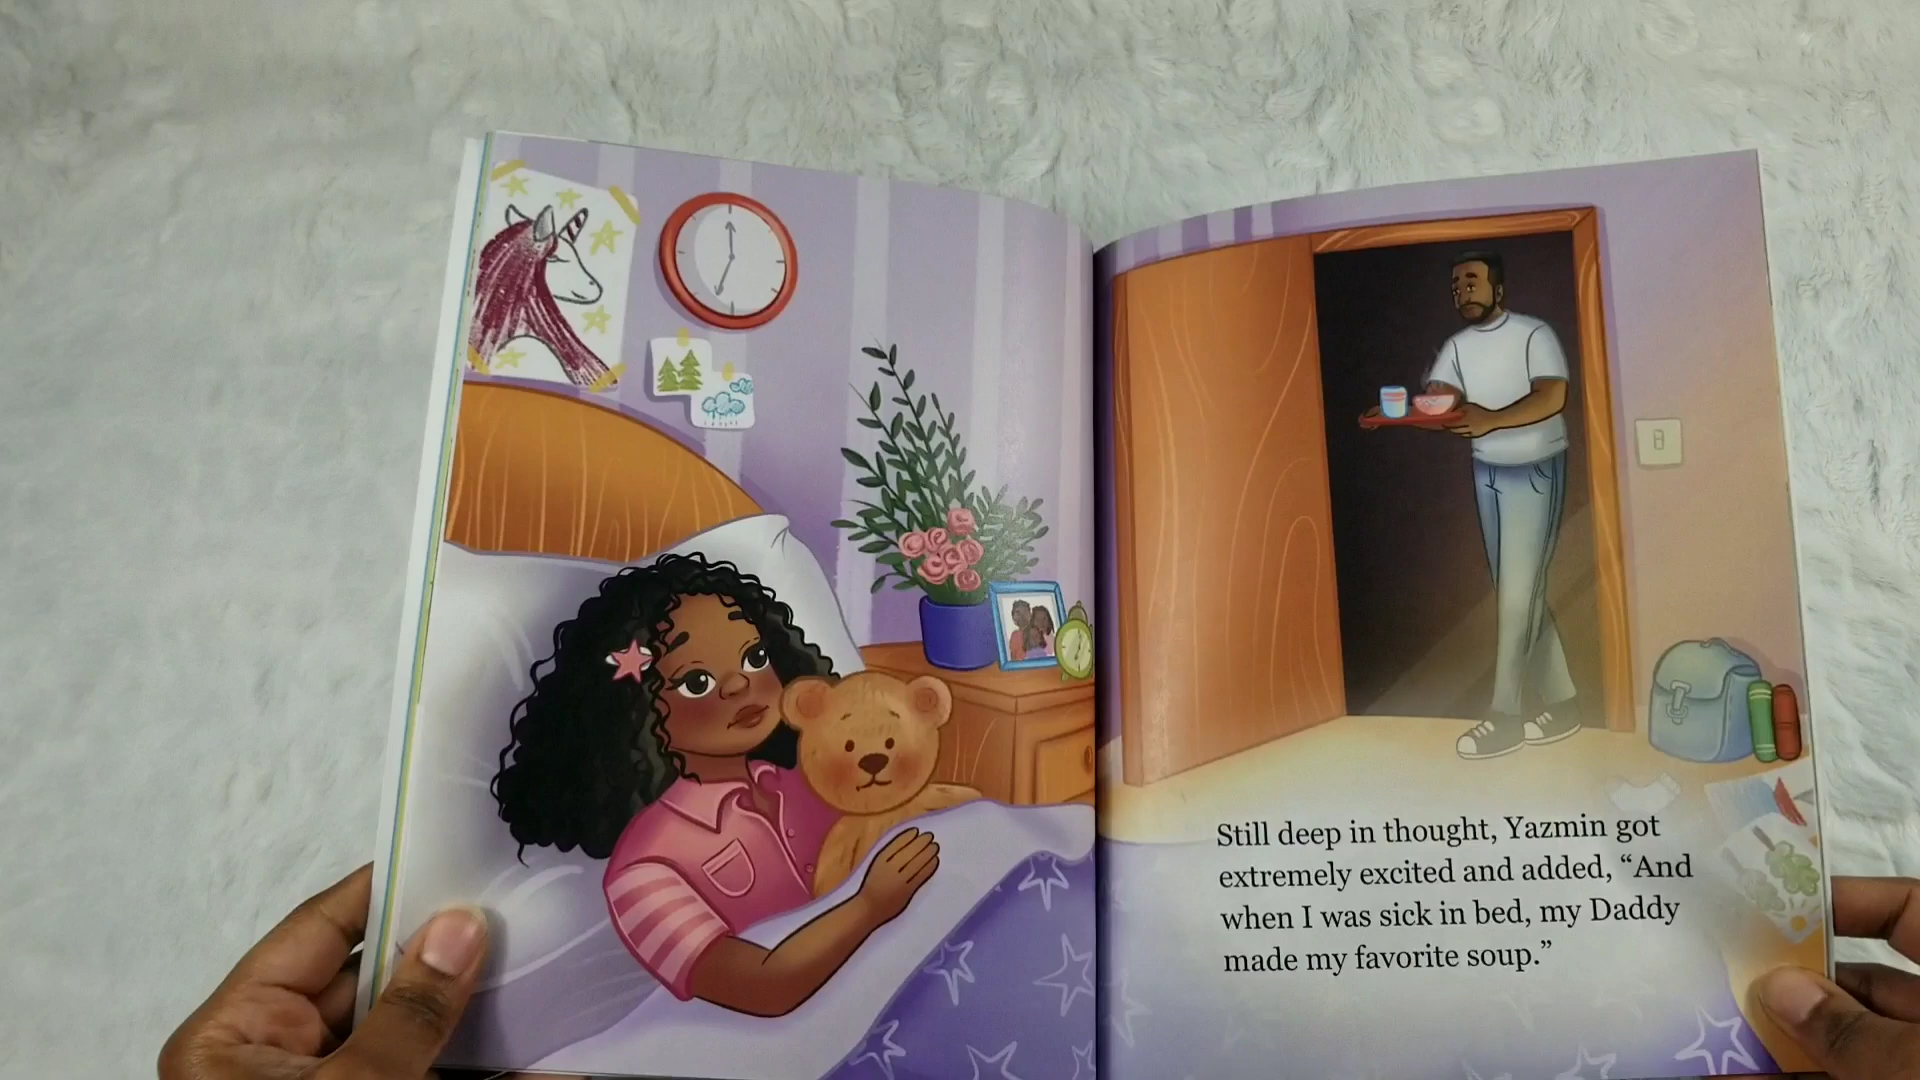 Still deep in thought, Yazmin got
extremely excited and added, “And
when I was sick in bed, my Daddy
made my favorite soup.”